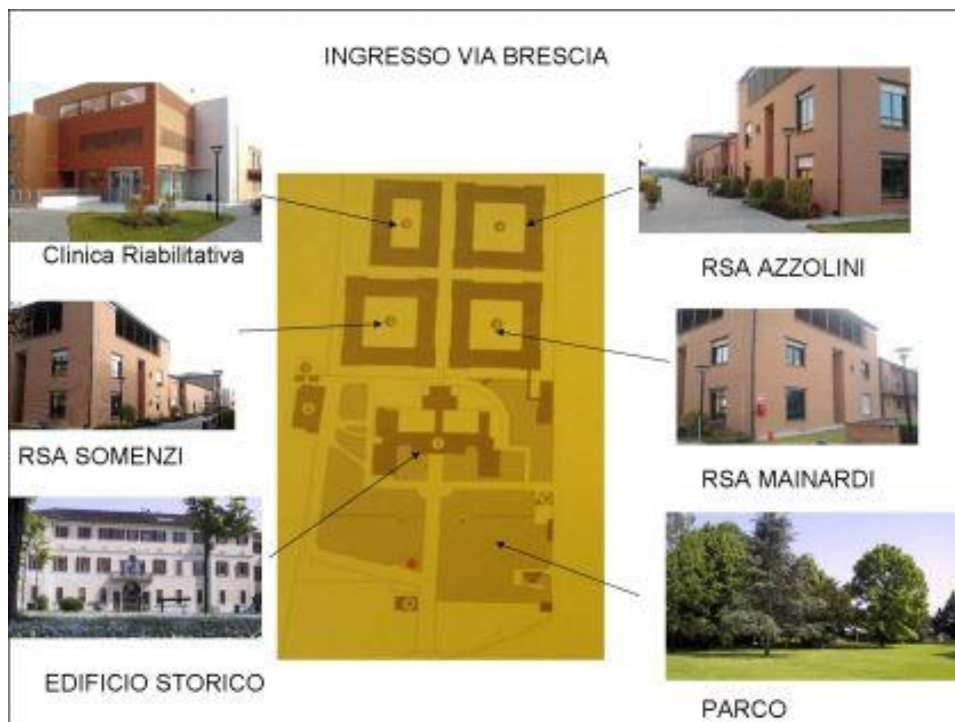 INGRESSO VIA BRESCIA
Clinica Riabilitativa
RSA AZZOLINI
RSA SOMENZI
RSA MAINARDI
EDIFICIO STORICO
PARCO